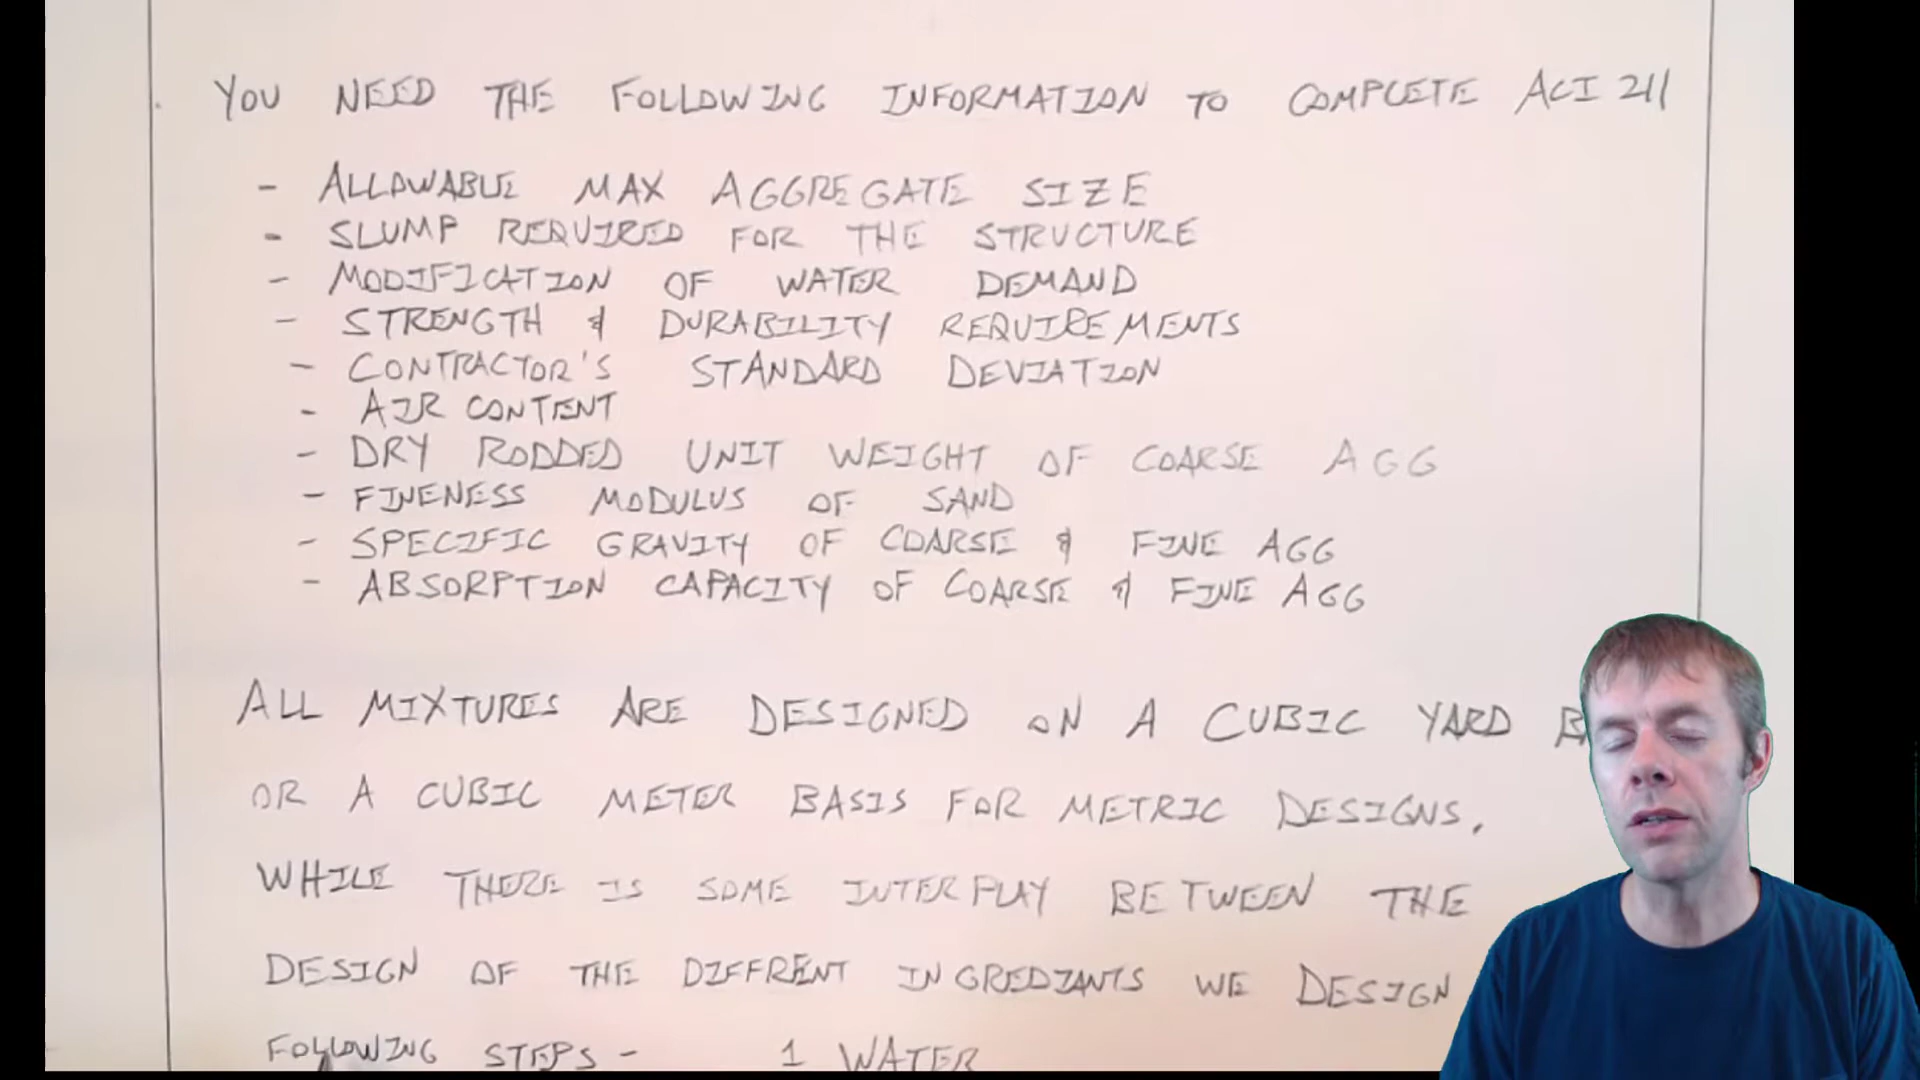 YOU NEED THE FOLLOWING INFORMATION TO COMPLETE ACI 211
- ALLOWABLE MAX AGGREGATE SIZE
- SLUMP REQUIRED FOR THE STRUCTURE
- MODIFICATION OF WATER DEMAND
- STRENGTH & DURABILITY REQUIREMENTS
- CONTRACTOR'S STANDARD DEVIATION
- AIR CONTENT
- DRY RODDED UNIT WEIGHT OF COARSE AGG
- FINENESS MODULUS OF SAND
- SPECIFIC GRAVITY OF COARSE & FINE AGG
- ABSORPTION CAPACITY OF COARSE & FINE AGG
ALL MIXTURES ARE DESIGNED ON A CUBIC YARD
OR A CUBIC METER BASIS FOR METRIC DESIGNS.
WHILE THERE IS SOME INTERPLAY BETWEEN THE
DESIGN OF THE DIFFRENT INGREDIANTS WE DESIGN
FOLLOWING STEPS - 1 WATER